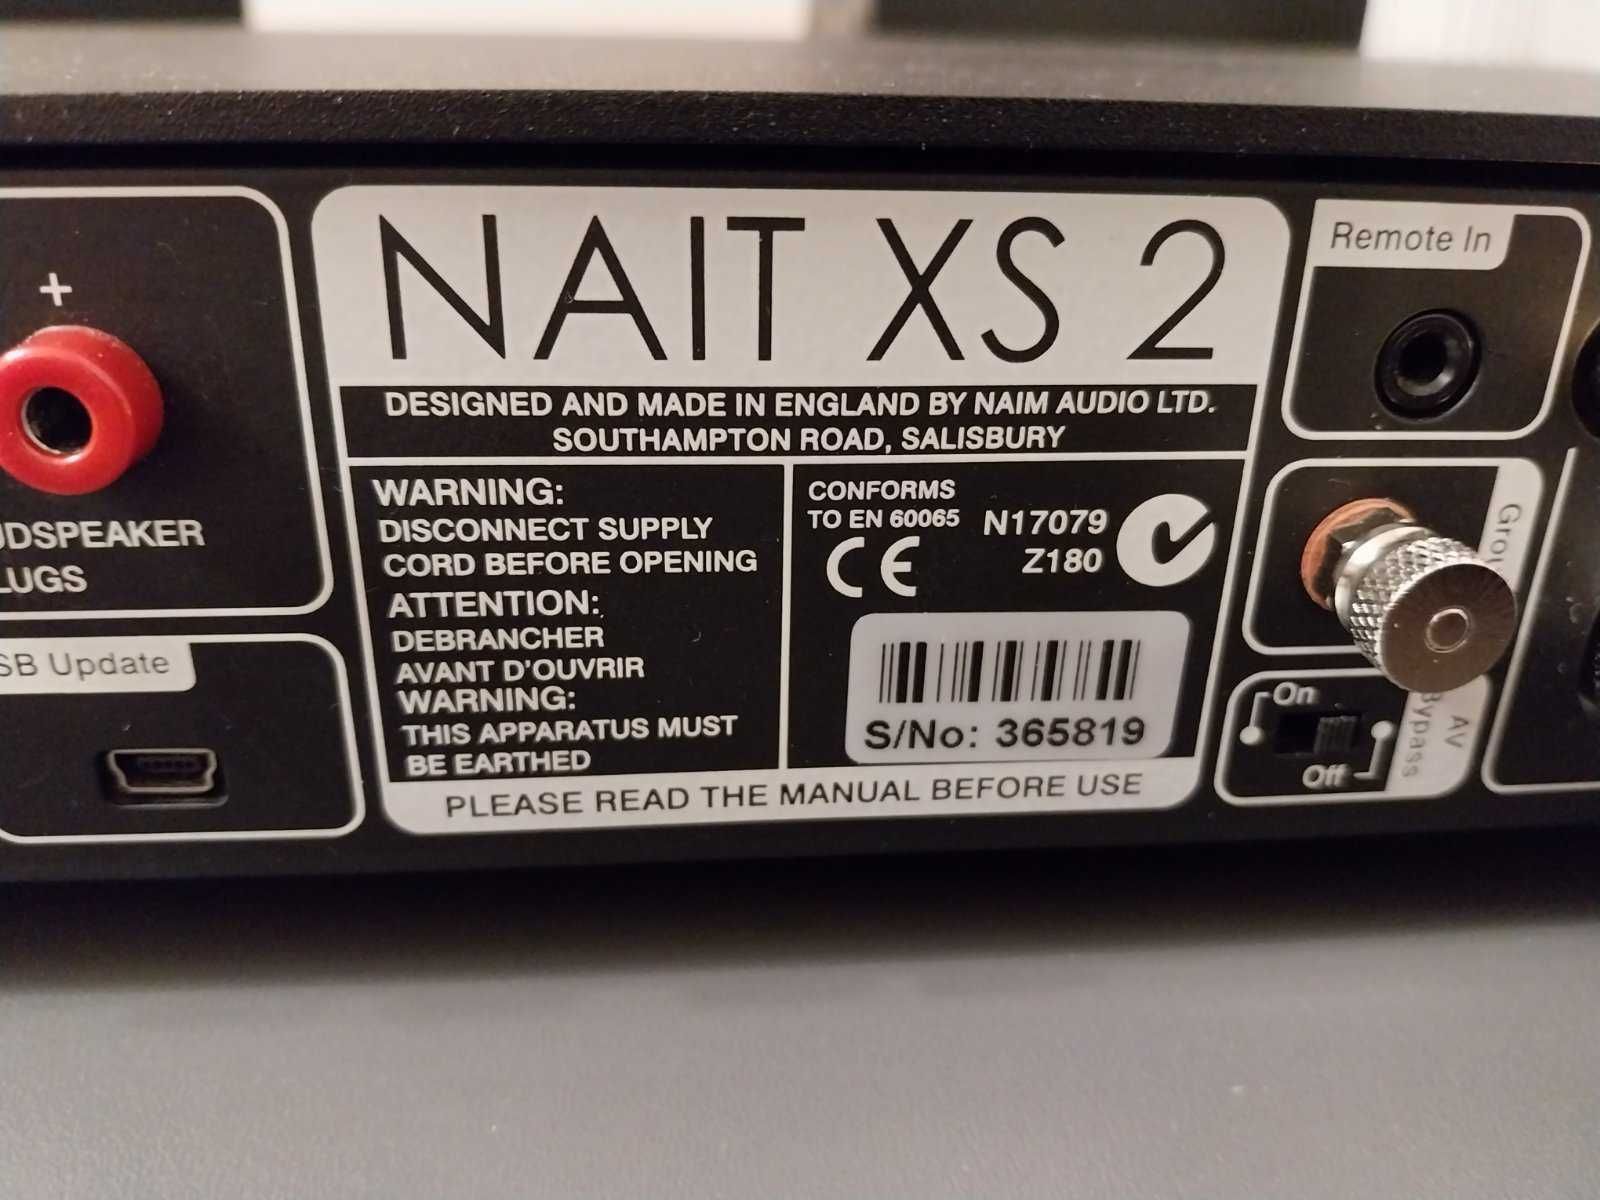 NAIT XS 2
DESIGNED AND MADE IN ENGLAND BY NAIM AUDIO LTD.
SOUTHAMPTON ROAD, SALISBURY
WARNING:
DISCONNECT SUPPLY
CORD BEFORE OPENING
ATTENTION:
DEBRANCHER
AVANT D'OUVRIR
WARNING:
THIS APPARATUS MUST
BE EARTHED
CONFORMS
TO EN 60065
N17079
Z180
CE
S/No: 365819
PLEASE READ THE MANUAL BEFORE USE
+
UDSPEAKER
LUGS
SB Update
Remote In
Grou
On
Off
AV
Bypass